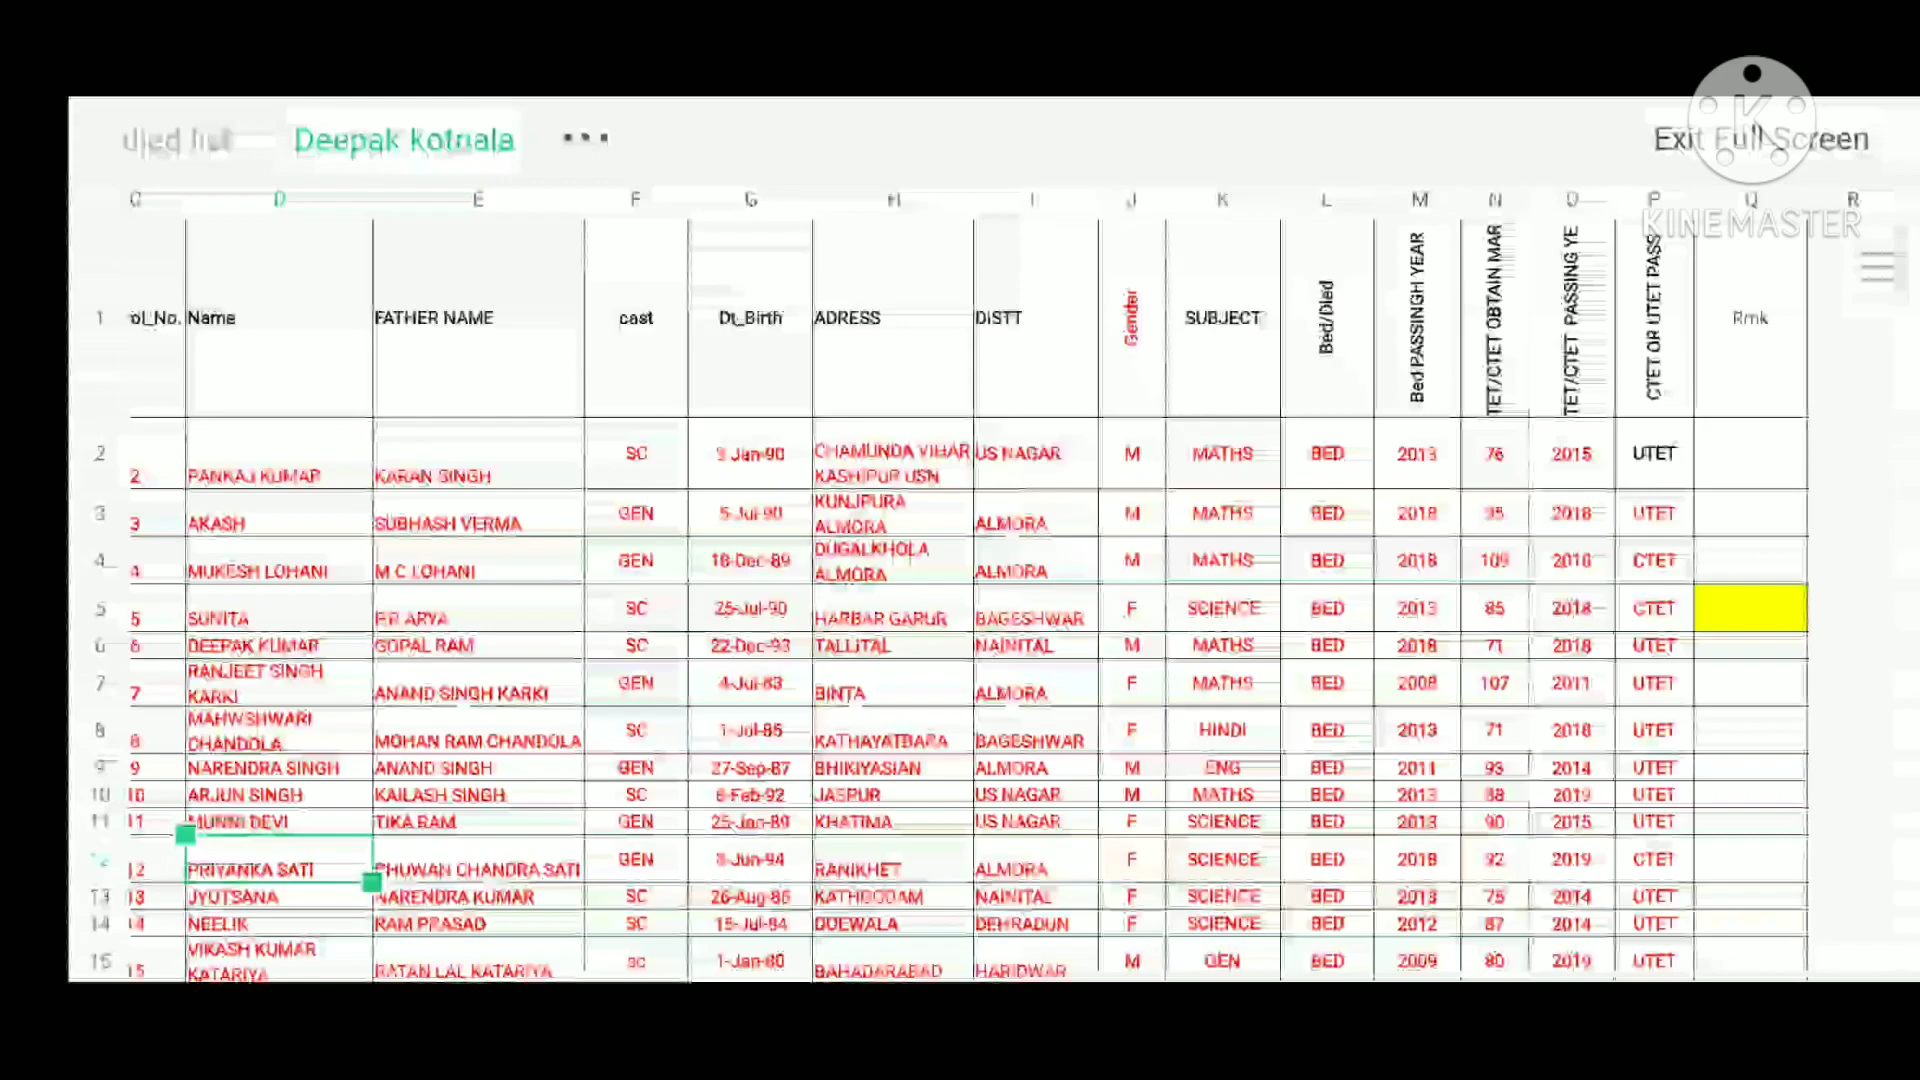 Deepak Kotnala
Exit Full Screen
KINEMASTER
C D E F G H I J K L M N O P Q R
1 ol_No. Name FATHER NAME cast Dt_Birth ADRESS DISTT Gender SUBJECT Bed/Dled Bed PASSINGH YEAR TET/CTET OBTAIN MAR TET/CTET PASSING YE CTET OR UTET PASS Rmk
2 2 PANKAJ KUMAR KARAN SINGH SC Jan-90 CHAMUNDA VIHAR KASHIPUR USN US NAGAR M MATHS BED 2013 76 2015 UTET
3 3 AKASH SUBHASH VERMA GEN 5-Jul-90 KUNJPURA ALMORA ALMORA M MATHS BED 2018 2018 UTET
4 4 MUKESH LOHANI M C LOHANI GEN 18-Dec-89 DUGALKHOLA ALMORA ALMORA M MATHS BED 2018 109 CTET
5 5 SUNITA ARYA SC 25-Jul-90 HARBAR GARUR BAGESHWAR F SCIENCE BED 2013 85 2018 CTET
6 6 DEEPAK KUMAR GOPAL RAM SC 22-Dec-93 TALLITAL NAINITAL M MATHS BED 2018 71 2018 UTET
7 7 RANJEET SINGH KARKI ANAND SINGH KARKI GEN 4-Jul-83 BINTA ALMORA F MATHS BED 2008 107 2011 UTET
8 8 MAHWSHWARI CHANDOLA MOHAN RAM CHANDOLA SC 1-Jul-85 KATHAYATBARA BAGESHWAR F HINDI BED 2013 71 2018 UTET
9 9 NARENDRA SINGH ANAND SINGH GEN 27-Sep-87 BHIKIYASIAN ALMORA M ENG BED 2011 93 2014 UTET
10 10 ARJUN SINGH KAILASH SINGH SC 6-Feb-92 JASPUR US NAGAR M MATHS BED 2013 88 2019 UTET
11 11 MUNNI DEVI TIKA RAM GEN 25-Jan-89 KHATIMA US NAGAR F SCIENCE BED 2013 90 2015 UTET
12 12 PRIYANKA SATI BHUWAN CHANDRA SATI GEN Jun-94 RANIKHET ALMORA F SCIENCE BED 2018 92 2019 CTET
13 13 JYOTSANA NARENDRA KUMAR SC 26-Aug-86 KATHGODAM NAINITAL F SCIENCE BED 2013 75 2014 UTET
14 14 NEELIK RAM PRASAD SC 15-Jul-84 DOEWALA DEHRADUN F SCIENCE BED 2012 87 2014 UTET
15 15 VIKASH KUMAR KATARIYA RATAN LAL KATARIYA SC 1-Jan-80 BAHADARABAD HARIDWAR M GEN BED 2009 80 2019 UTET